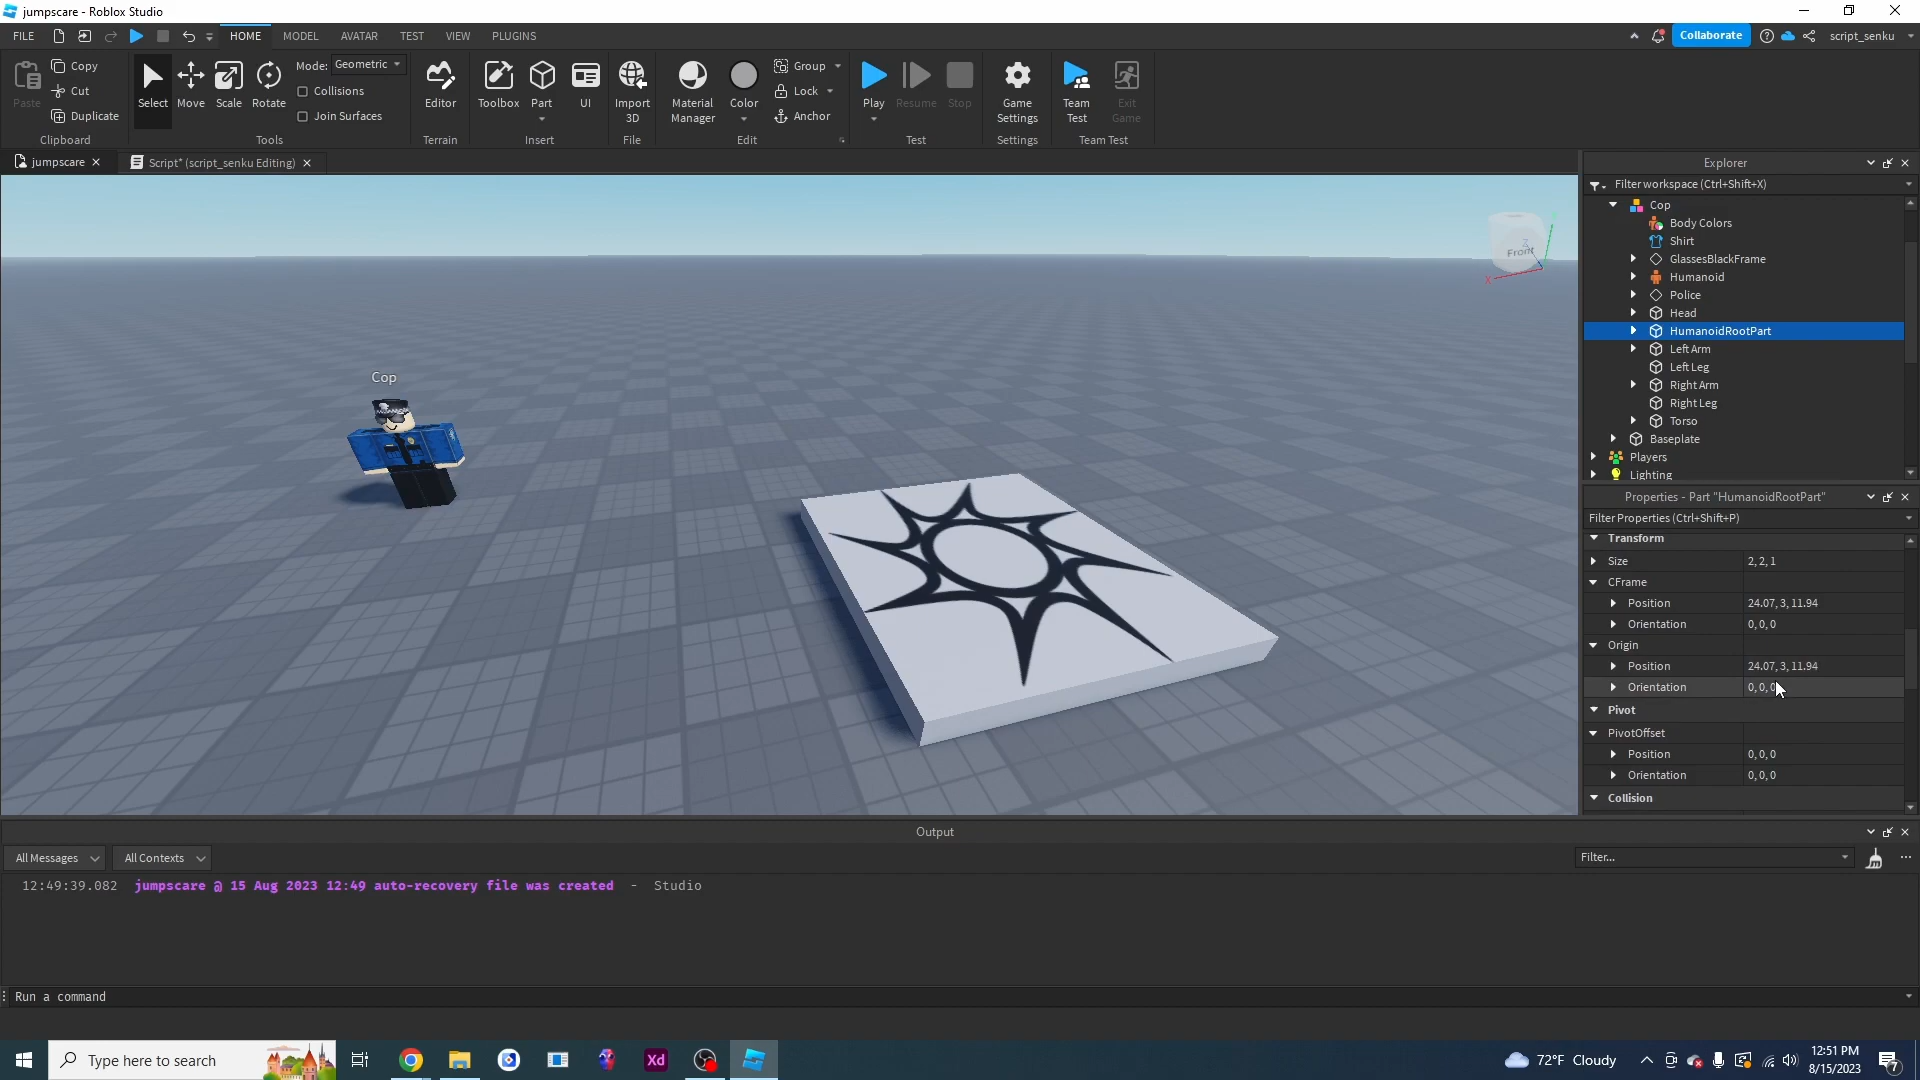 jumpscare - Roblox Studio
FILE HOME MODEL AVATAR TEST VIEW PLUGINS Collaborate script_senku
Paste Copy Cut Duplicate Clipboard
Select Move Scale Rotate Mode: Geometric Collisions Join Surfaces Tools
Editor Terrain
Toolbox Part UI Insert
Import 3D File
Material Manager Color Group Lock Anchor Edit
Play Resume Stop Test
Game Settings Settings
Team Test Exit Game Team Test
jumpscare Script* (script_senku Editing)
Cop
Front
X
Z
Explorer
Filter workspace (Ctrl+Shift+X)
Cop
Body Colors
Shirt
GlassesBlackFrame
Humanoid
Police
Head
HumanoidRootPart
Left Arm
Left Leg
Right Arm
Right Leg
Torso
Baseplate
Players
Lighting
Properties - Part "HumanoidRootPart"
Filter Properties (Ctrl+Shift+P)
Transform
Size 2, 2, 1
CFrame
Position 24.07, 3, 11.94
Orientation 0, 0, 0
Origin
Position 24.07, 3, 11.94
Orientation 0, 0, 0
Pivot
PivotOffset
Position 0, 0, 0
Orientation 0, 0, 0
Collision
Output
All Messages All Contexts Filter...
12:49:39.082 jumpscare @ 15 Aug 2023 12:49 auto-recovery file was created - Studio
Run a command
Type here to search Xd 72°F Cloudy 12:51 PM
8/15/2023
7